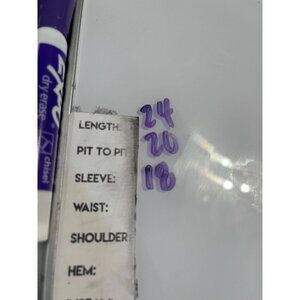 EXPO
dry erase
chisel
LENGTH: 24
PIT TO PIT 20
SLEEVE: 18
WAIST:
SHOULDER
HEM: